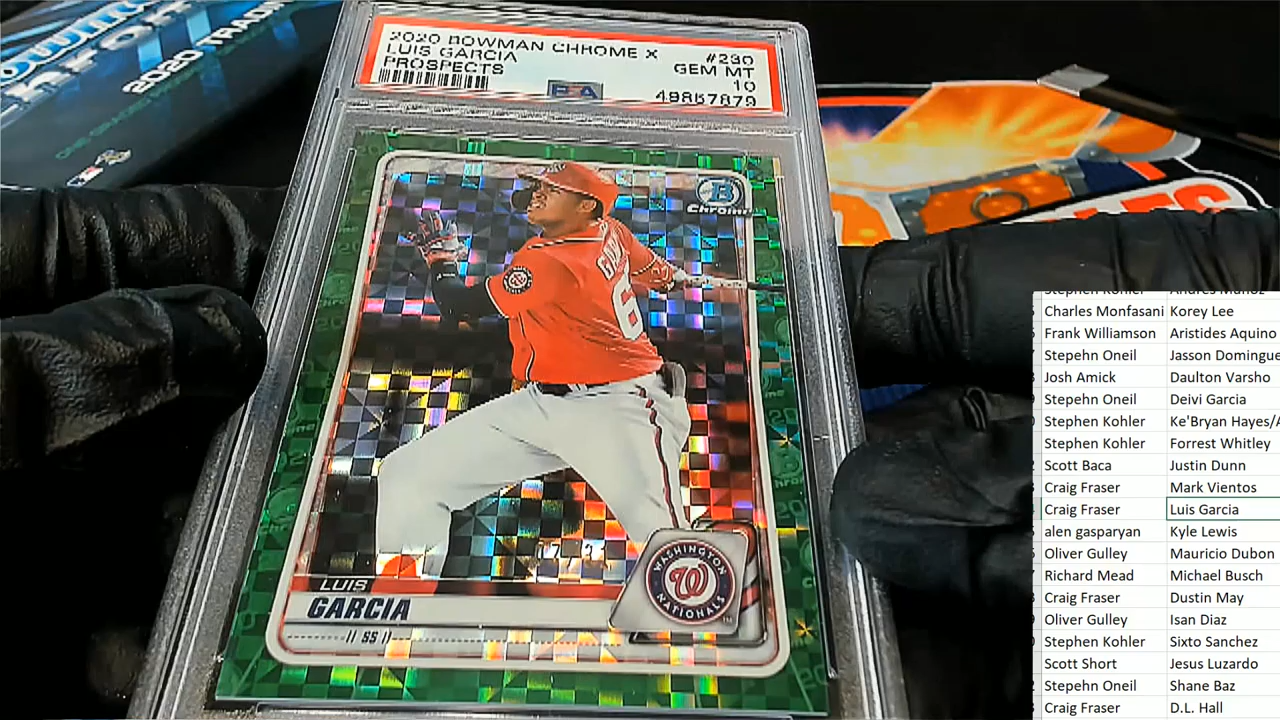 2020 TRADIN
2020 BOWMAN CHROME X #230
LUIS GARCIA GEM MT
PROSPECTS 10
PSA 49857879
B
Chrome
GAR
6
WASHINGTON
W
NATIONALS
LUIS
GARCIA
// SS //
Charles Monfasani Korey Lee
Frank Williamson Aristides Aquino
Stepehn Oneil Jasson Domingue
Josh Amick Daulton Varsho
Stepehn Oneil Deivi Garcia
Stephen Kohler Ke'Bryan Hayes/A
Stephen Kohler Forrest Whitley
Scott Baca Justin Dunn
Craig Fraser Mark Vientos
Craig Fraser Luis Garcia
alen gasparyan Kyle Lewis
Oliver Gulley Mauricio Dubon
Richard Mead Michael Busch
Craig Fraser Dustin May
Oliver Gulley Isan Diaz
Stephen Kohler Sixto Sanchez
Scott Short Jesus Luzardo
Stepehn Oneil Shane Baz
Craig Fraser D.L. Hall